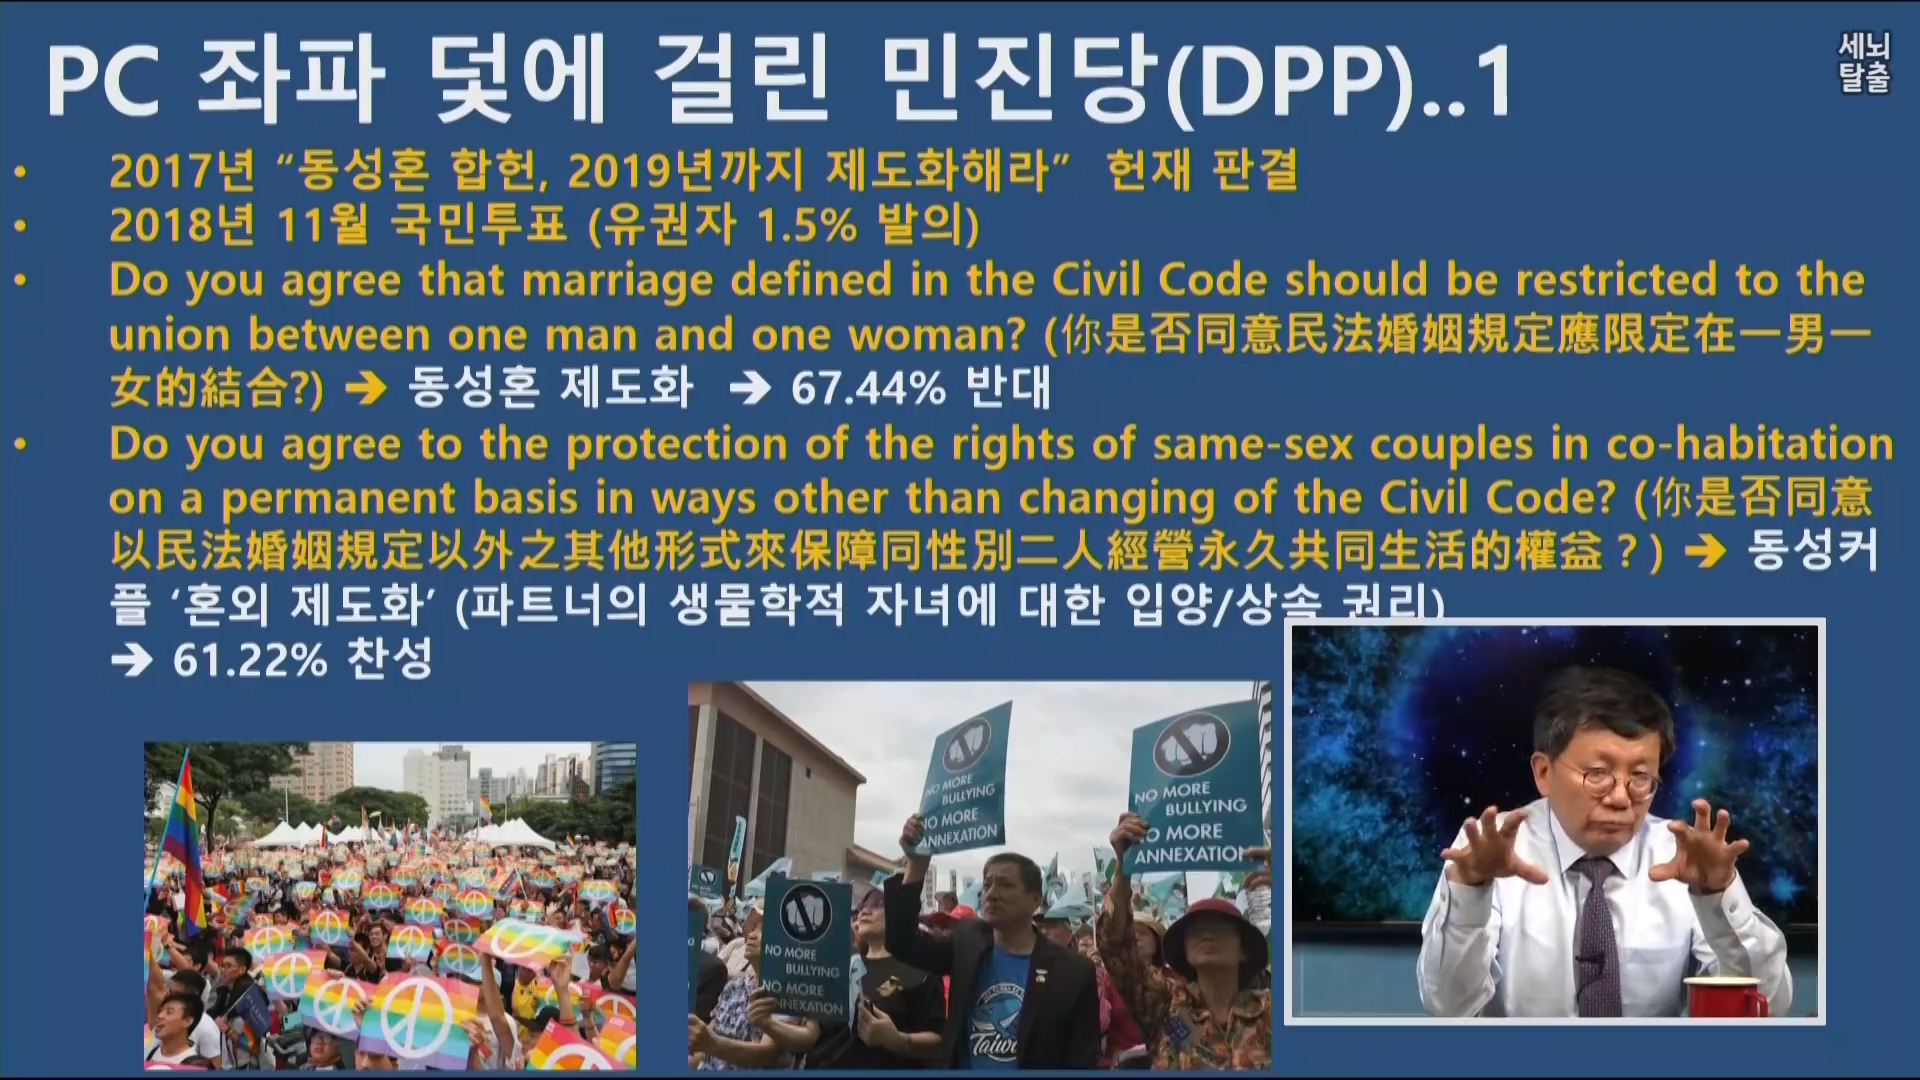 PC 좌파 덫에 걸린 민진당(DPP)..1
세뇌
탈출
• 2017년 “동성혼 합헌, 2019년까지 제도화해라” 헌재 판결
• 2018년 11월 국민투표 (유권자 1.5% 발의)
• Do you agree that marriage defined in the Civil Code should be restricted to the
union between one man and one woman? (你是否同意民法婚姻規定應限定在一男一
女的結合?) ➔ 동성혼 제도화 ➔ 67.44% 반대
• Do you agree to the protection of the rights of same-sex couples in co-habitation
on a permanent basis in ways other than changing of the Civil Code? (你是否同意
以民法婚姻規定以外之其他形式來保障同性別二人經營永久共同生活的權益？) ➔ 동성커
플 ‘혼외 제도화’ (파트너의 생물학적 자녀에 대한 입양/상속 권리)
➔ 61.22% 찬성
NO MORE
BULLYING
NO MORE
ANNEXATION
NO MORE
BULLYING
NO MORE
ANNEXATION
NO MORE
BULLYING
NO MORE
ANNEXATION
Taiwan